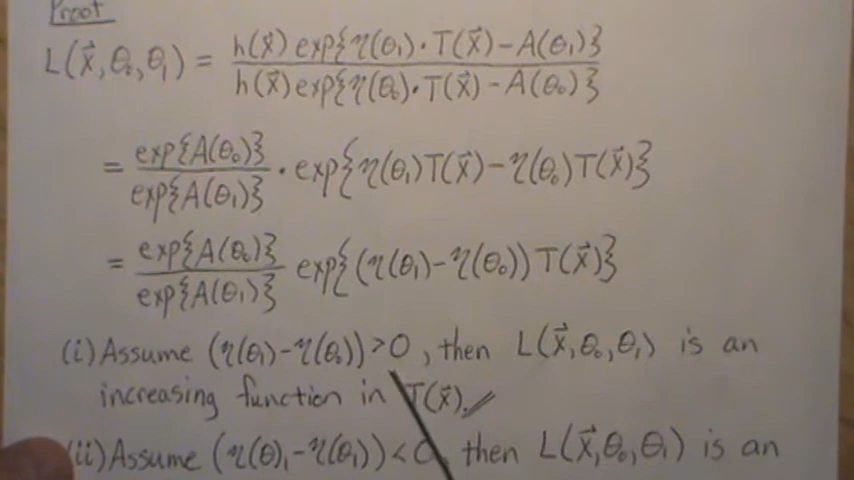 Proof
L(x⃗,θ₀,θ₁) = h(x⃗) exp{η(θ₁)·T(x⃗) − A(θ₁)} / h(x⃗) exp{η(θ₀)·T(x⃗) − A(θ₀)}
= exp{A(θ₀)} / exp{A(θ₁)} · exp{η(θ₁)T(x⃗) − η(θ₀)T(x⃗)}
= exp{A(θ₀)} / exp{A(θ₁)} exp{(η(θ₁) − η(θ₀)) T(x⃗)}
(i) Assume (η(θ₁) − η(θ₀)) > 0, then L(x⃗,θ₀,θ₁) is an
increasing function in T(x⃗).
(ii) Assume (η(θ)₁ − η(θ₁)) < 0, then L(x⃗,θ₀,θ₁) is an